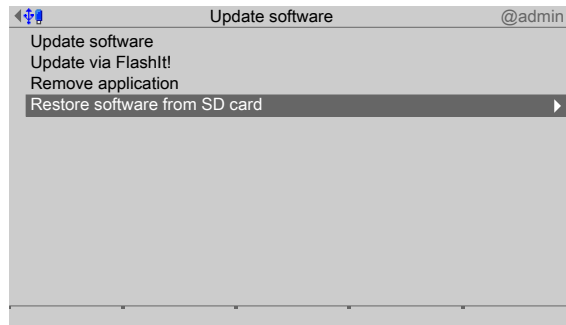 Update software @admin
Update software
Update via FlashIt!
Remove application
Restore software from SD card